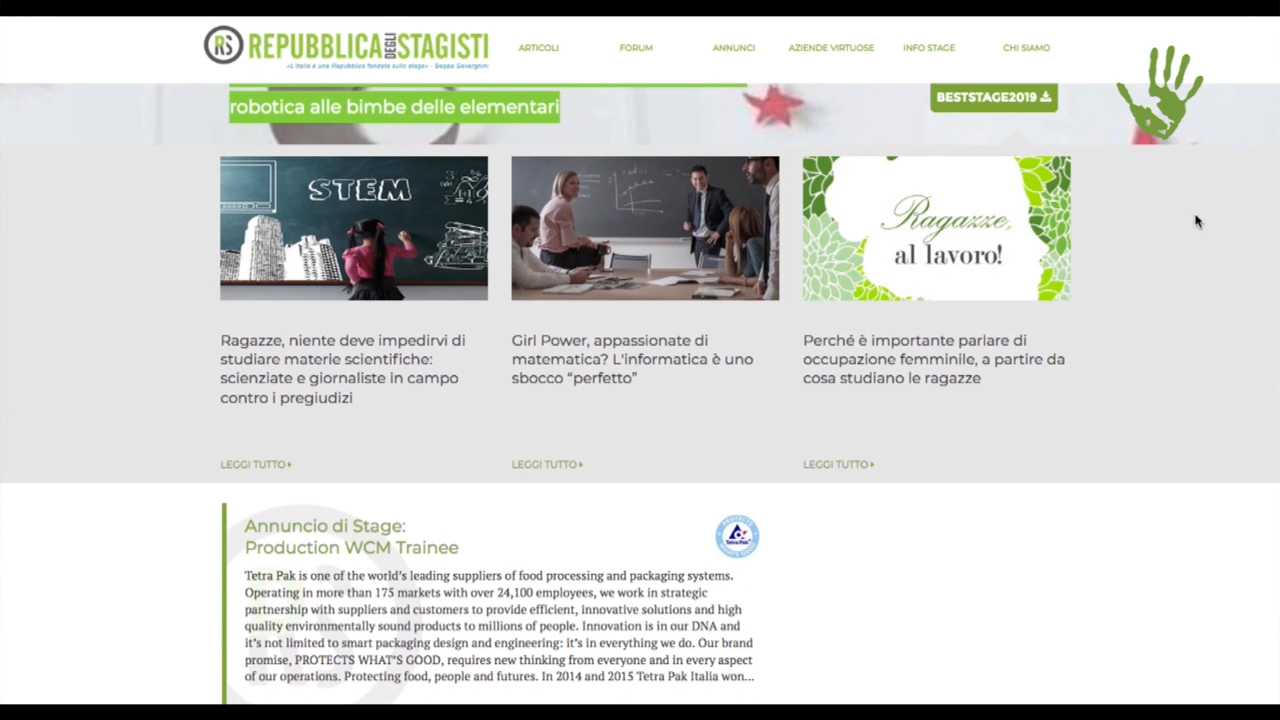 RS REPUBBLICA DEGLI STAGISTI
«L'Italia è una Repubblica fondata sullo stage» - Beppe Severgnini
ARTICOLI FORUM ANNUNCI AZIENDE VIRTUOSE INFO STAGE CHI SIAMO
robotica alle bimbe delle elementari
BESTSTAGE2019
STEM
Ragazze,
al lavoro!
Ragazze, niente deve impedirvi di
studiare materie scientifiche:
scienziate e giornaliste in campo
contro i pregiudizi
LEGGI TUTTO
Girl Power, appassionate di
matematica? L'informatica è uno
sbocco “perfetto”
LEGGI TUTTO
Perché è importante parlare di
occupazione femminile, a partire da
cosa studiano le ragazze
LEGGI TUTTO
Annuncio di Stage:
Production WCM Trainee
PROTECTS
Tetra Pak
WHAT'S GOOD
Tetra Pak is one of the world’s leading suppliers of food processing and packaging systems.
Operating in more than 175 markets with over 24,100 employees, we work in strategic
partnership with suppliers and customers to provide efficient, innovative solutions and high
quality environmentally sound products to millions of people. Innovation is in our DNA and
it’s not limited to smart packaging design and engineering: it’s in everything we do. Our brand
promise, PROTECTS WHAT’S GOOD, requires new thinking from everyone and in every aspect
of our operations. Protecting food, people and futures. In 2014 and 2015 Tetra Pak Italia won...